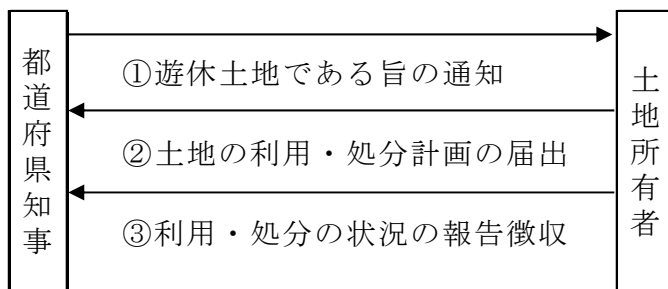 都道府県知事
①遊休土地である旨の通知
②土地の利用・処分計画の届出
③利用・処分の状況の報告徴収
土地所有者